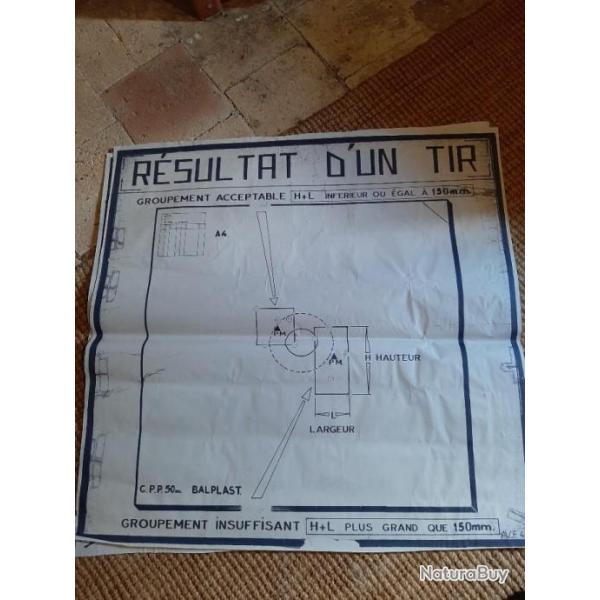 RÉSULTAT D'UN TIR
GROUPEMENT ACCEPTABLE H+L INFERIEUR OU ÉGAL À 150mm.
A4
P.M
P.M
H HAUTEUR
L
LARGEUR
C.P.P. 50m BALPLAST.
GROUPEMENT INSUFFISANT H+L PLUS GRAND QUE 150mm.
NaturaBuy